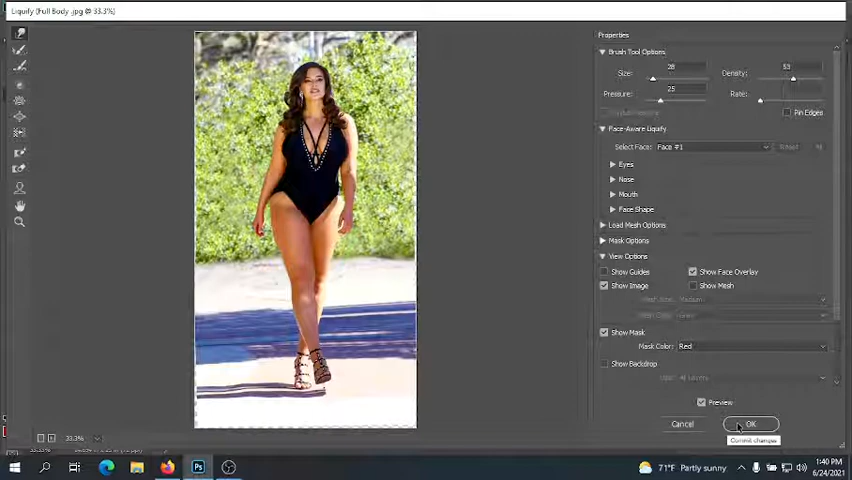 Liquify (Full Body .jpg @ 33.3%)
Properties
Brush Tool Options
Size: 28 Density: 53
Pressure: 25 Rate:
Pin Edges
Face-Aware Liquify
Select Face: Face #1 Reset All
Eyes
Nose
Mouth
Face Shape
Load Mesh Options
Mask Options
View Options
Show Guides Show Face Overlay
Show Image Show Mesh
Mesh Size: Medium
Mesh Color:
Show Mask
Mask Color: Red
Show Backdrop
All Layers
Preview
Cancel OK
Commit changes
33.3%
71°F Partly sunny
1:40 PM
6/24/2021
Ps